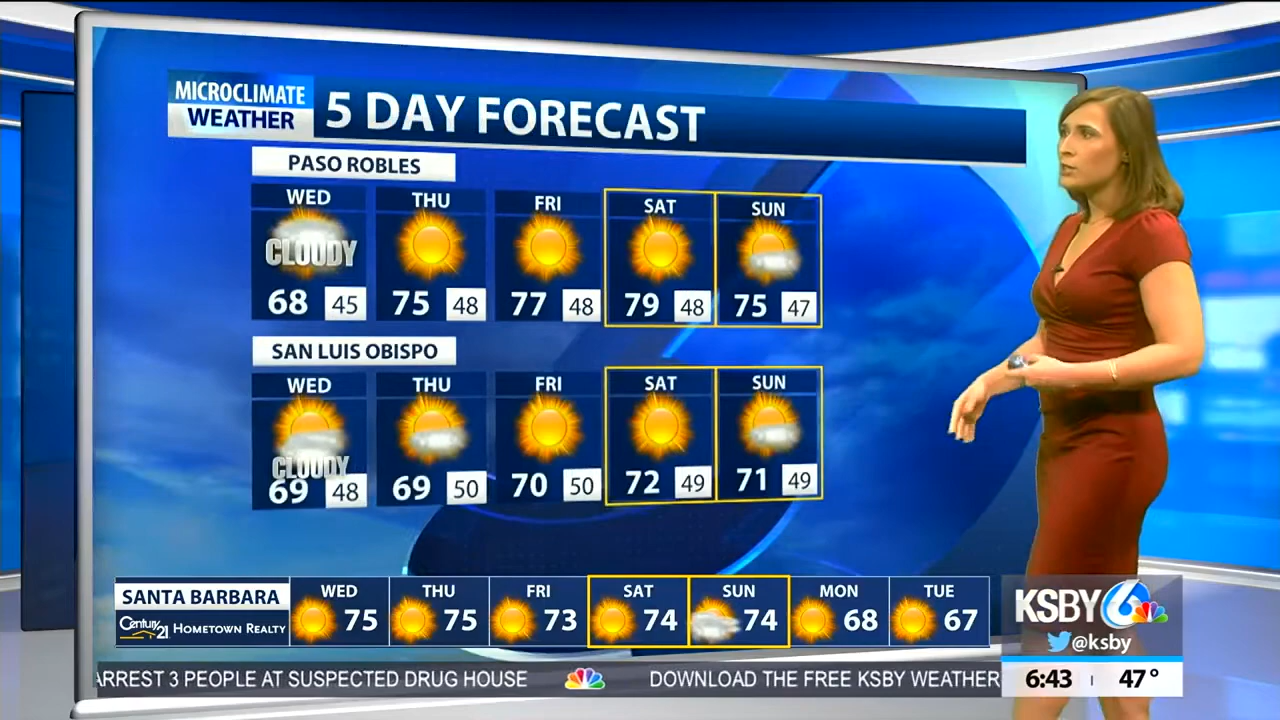 MICROCLIMATE
WEATHER
5 DAY FORECAST
PASO ROBLES
WED THU FRI SAT SUN
CLOUDY
68 45 75 48 77 48 79 48 75 47
SAN LUIS OBISPO
WED THU FRI SAT SUN
CLOUDY
69 48 69 50 70 50 72 49 71 49
SANTA BARBARA
Century 21 HOMETOWN REALTY
WED THU FRI SAT SUN MON TUE
75 75 73 74 74 68 67
KSBY 6
@ksby
ARREST 3 PEOPLE AT SUSPECTED DRUG HOUSE DOWNLOAD THE FREE KSBY WEATHER
6:43 47°